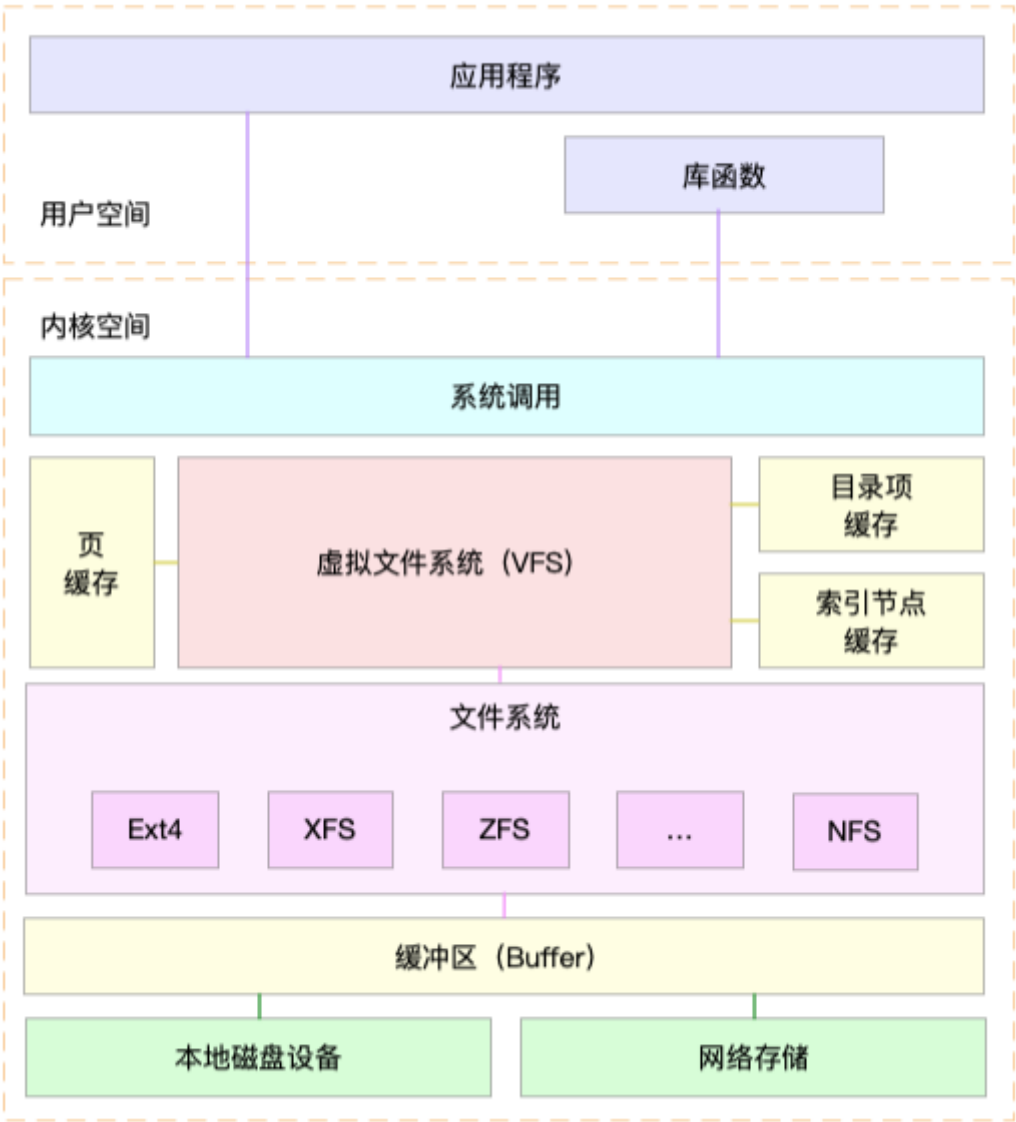 应用程序
库函数
用户空间
内核空间
系统调用
页
缓存
虚拟文件系统（VFS）
目录项
缓存
索引节点
缓存
文件系统
Ext4
XFS
ZFS
...
NFS
缓冲区（Buffer）
本地磁盘设备
网络存储